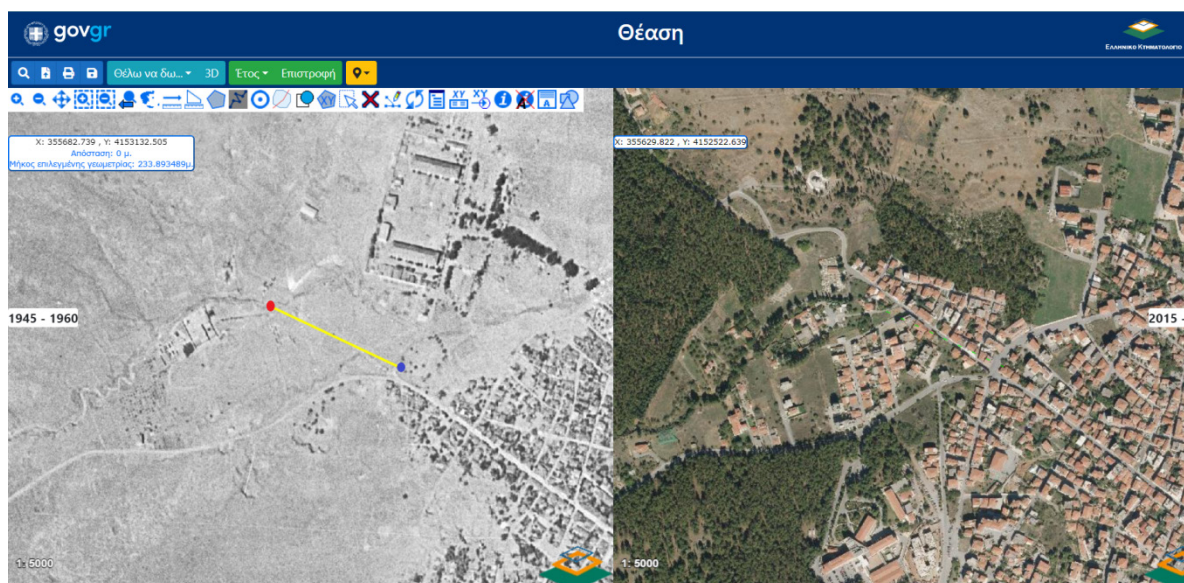 govgr
Θέαση
ΕΛΛΗΝΙΚΟ ΚΤΗΜΑΤΟΛΟΓΙΟ
Θέλω να δω...
3D
Έτος
Επιστροφή
X: 355682.739 , Y: 4153132.505
Απόσταση: 0 μ.
Μήκος επιλεγμένης γεωμετρίας: 233.893489μ.
X: 355629.822 , Y: 4152522.639
1945 - 1960
2015 -
1: 5000
1: 5000